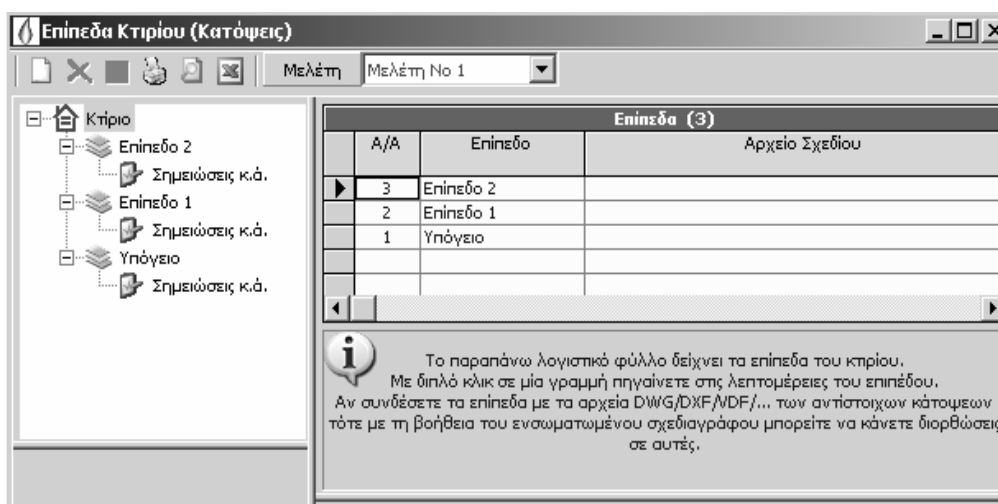 Επίπεδα Κτιρίου (Κατόψεις)
Μελέτη Μελέτη No 1
Κτίριο
Επίπεδο 2
Σημειώσεις κ.ά.
Επίπεδο 1
Σημειώσεις κ.ά.
Υπόγειο
Σημειώσεις κ.ά.
Επίπεδα (3)
Α/Α Επίπεδο Αρχείο Σχεδίου
3 Επίπεδο 2
2 Επίπεδο 1
1 Υπόγειο
Το παραπάνω λογιστικό φύλλο δείχνει τα επίπεδα του κτιρίου.
Με διπλό κλικ σε μία γραμμή πηγαίνετε στις λεπτομέρειες του επιπέδου.
Αν συνδέσετε τα επίπεδα με τα αρχεία DWG/DXF/VDF/... των αντίστοιχων κάτοψεων
τότε με τη βοήθεια του ενσωματωμένου σχεδιαγράφου μπορείτε να κάνετε διορθώσεις
σε αυτές.